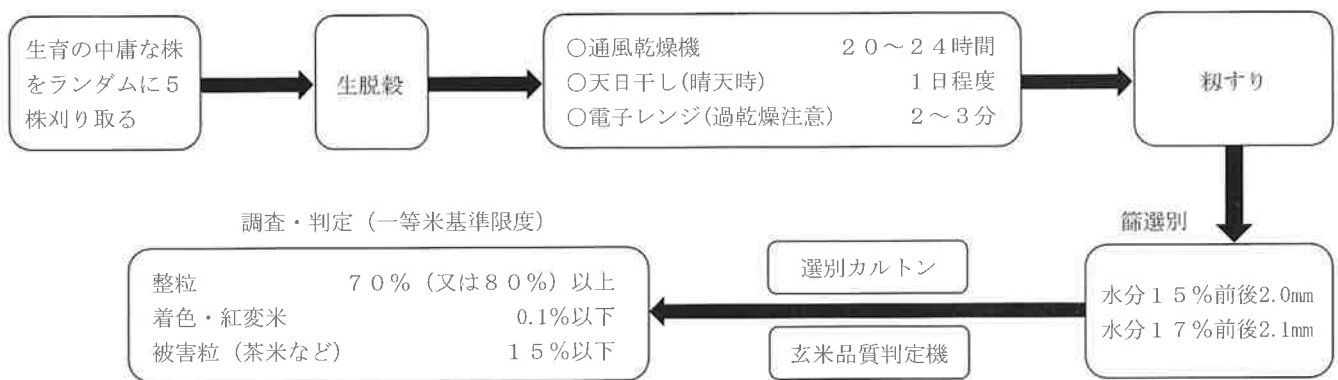 生育の中庸な株
をランダムに５
株刈り取る
生脱穀
○通風乾燥機　２０～２４時間
○天日干し(晴天時)　１日程度
○電子レンジ(過乾燥注意)　２～３分
籾すり
篩選別
水分１５％前後2.0㎜
水分１７％前後2.1㎜
選別カルトン
玄米品質判定機
調査・判定（一等米基準限度）
整粒　７０％（又は８０％）以上
着色・紅変米　0.1％以下
被害粒（茶米など）　１５％以下